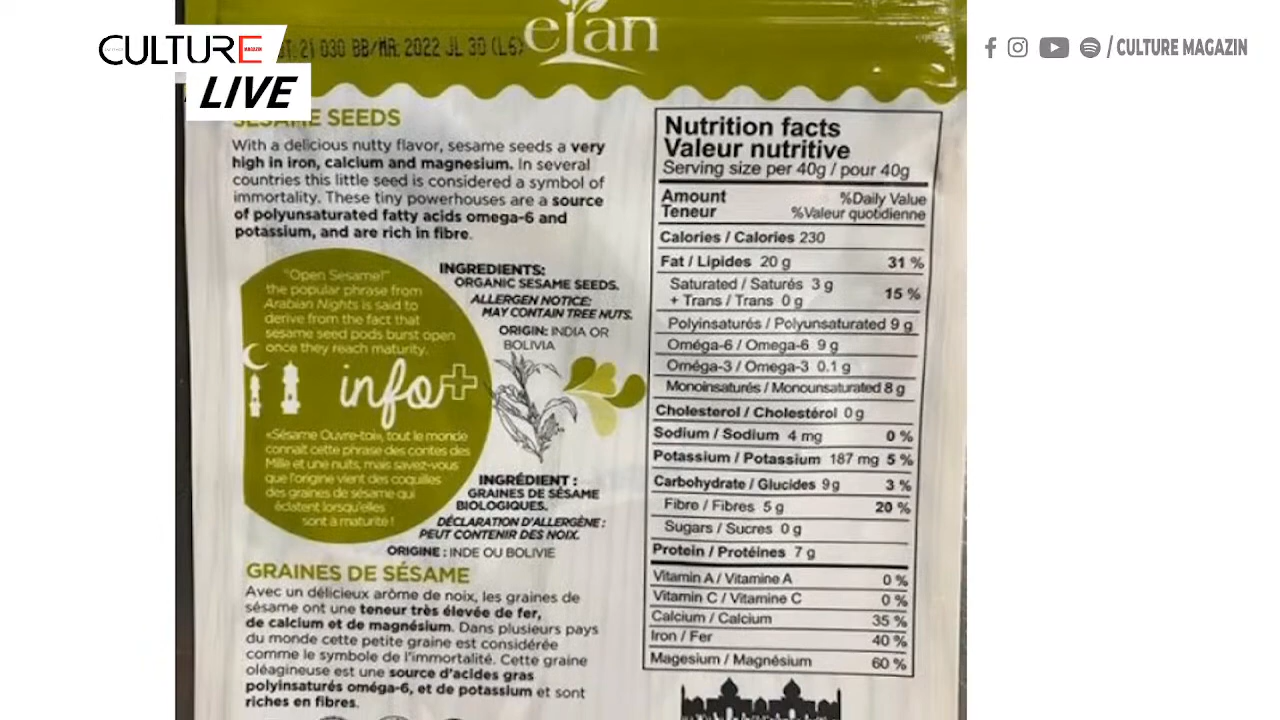 CULTURE MAGAZIN
LIVE
/ CULTURE MAGAZIN
elan
21 030 BB/MA 2022 JL 30 (L6)
SESAME SEEDS
With a delicious nutty flavor, sesame seeds a very
high in iron, calcium and magnesium. In several
countries this little seed is considered a symbol of
immortality. These tiny powerhouses are a source
of polyunsaturated fatty acids omega-6 and
potassium, and are rich in fibre.
"Open Sesame!"
the popular phrase from
Arabian Nights is said to
derive from the fact that
sesame seed pods burst open
once they reach maturity.
info+
«Sésame Ouvre-toi», tout le monde
connaît cette phrase des contes des
Mille et une nuits, mais savez-vous
que l'origine vient des coquilles
des graines de sésame qui
éclatent lorsqu'elles
sont à maturité !
INGREDIENTS:
ORGANIC SESAME SEEDS.
ALLERGEN NOTICE:
MAY CONTAIN TREE NUTS.
ORIGIN: INDIA OR
BOLIVIA
INGRÉDIENT :
GRAINES DE SÉSAME
BIOLOGIQUES.
DÉCLARATION D'ALLERGÈNE :
PEUT CONTENIR DES NOIX.
ORIGINE : INDE OU BOLIVIE
GRAINES DE SÉSAME
Avec un délicieux arôme de noix, les graines de
sésame ont une teneur très élevée de fer,
de calcium et de magnésium. Dans plusieurs pays
du monde cette petite graine est considérée
comme le symbole de l'immortalité. Cette graine
oléagineuse est une source d'acides gras
polyinsaturés oméga-6, et de potassium et sont
riches en fibres.
Nutrition facts
Valeur nutritive
Serving size per 40g / pour 40g
Amount %Daily Value
Teneur %Valeur quotidienne
Calories / Calories 230
Fat / Lipides 20 g 31 %
Saturated / Saturés 3 g
+ Trans / Trans 0 g 15 %
Polyinsaturés / Polyunsaturated 9 g
Oméga-6 / Omega-6 9 g
Oméga-3 / Omega-3 0.1 g
Monoinsaturés / Monounsaturated 8 g
Cholesterol / Cholestérol 0 g
Sodium / Sodium 4 mg 0 %
Potassium / Potassium 187 mg 5 %
Carbohydrate / Glucides 9 g 3 %
Fibre / Fibres 5 g 20 %
Sugars / Sucres 0 g
Protein / Protéines 7 g
Vitamin A / Vitamine A 0 %
Vitamin C / Vitamine C 0 %
Calcium / Calcium 35 %
Iron / Fer 40 %
Magesium / Magnésium 60 %